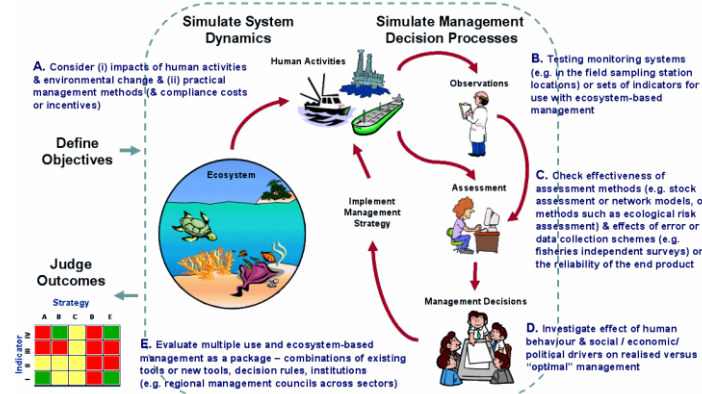 Simulate System
Dynamics
Simulate Management
Decision Processes
A. Consider (i) impacts of human activities
& environmental change & (ii) practical
management methods (& compliance costs
or incentives)
Human Activities
Observations
B. Testing monitoring systems
(e.g. in the field sampling station
locations) or sets of indicators for
use with ecosystem-based
management
Define
Objectives
Ecosystem
Implement
Management
Strategy
Assessment
C. Check effectiveness of
assessment methods (e.g. stock
assessment or network models, o
methods such as ecological risk
assessment) & effects of error or
data collection schemes (e.g.
fisheries independent surveys) or
the reliability of the end product
Judge
Outcomes
Strategy
A B C D E
Indicator
IV
III
II
I
Management Decisions
D. Investigate effect of human
behaviour & social / economic/
political drivers on realised versus
“optimal” management
E. Evaluate multiple use and ecosystem-based
management as a package – combinations of existing
tools or new tools, decision rules, institutions
(e.g. regional management councils across sectors)